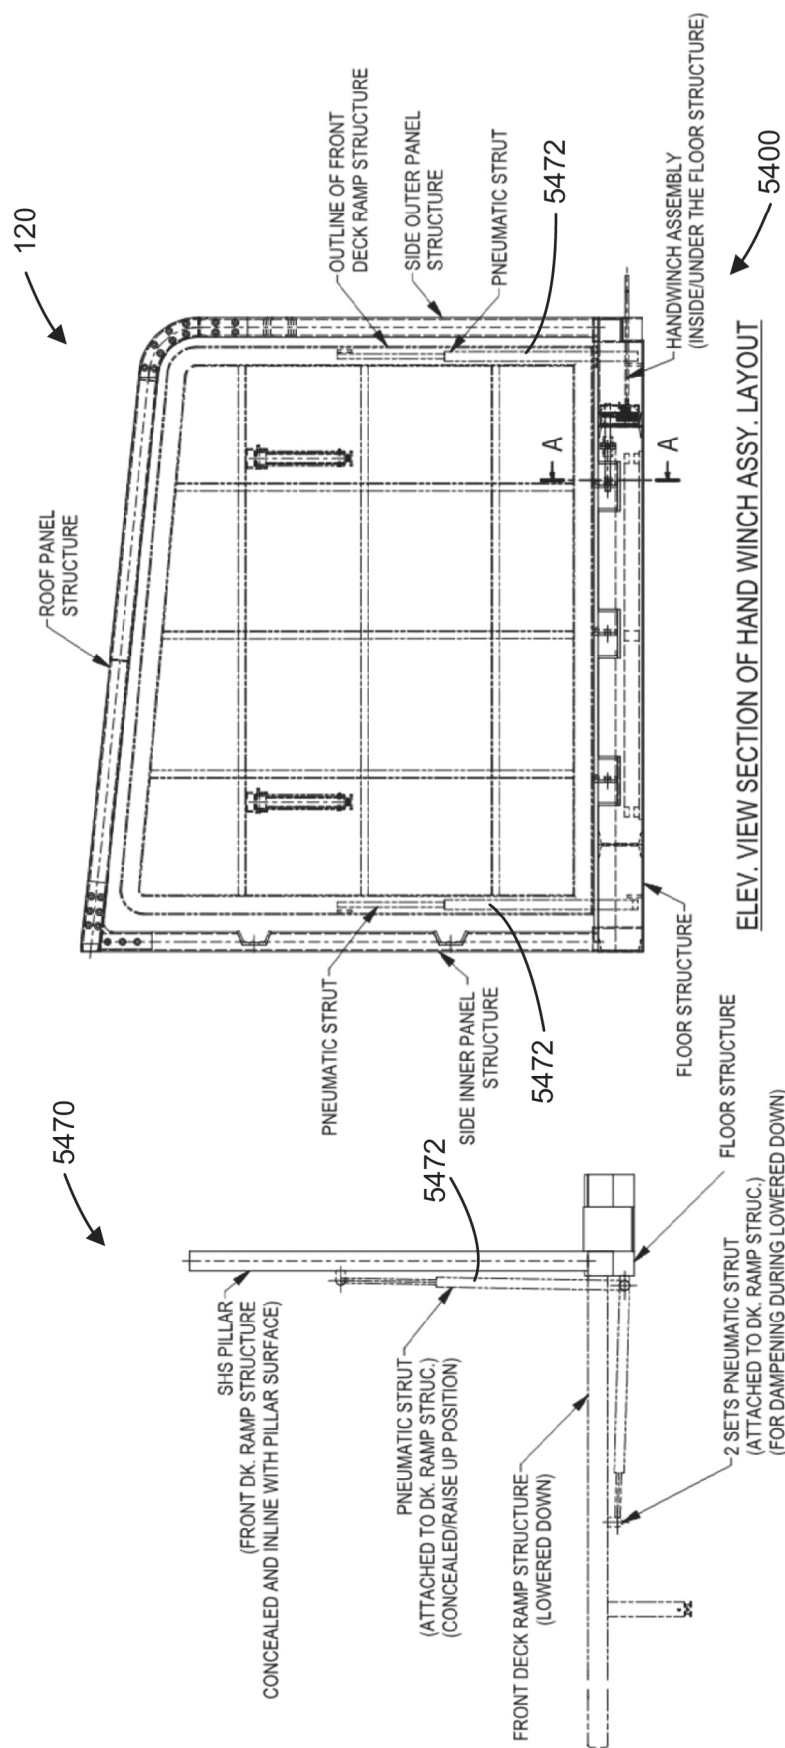 120
ROOF PANEL
STRUCTURE
OUTLINE OF FRONT
DECK RAMP STRUCTURE
SIDE OUTER PANEL
STRUCTURE
PNEUMATIC STRUT
5472
A
A
HANDWINCH ASSEMBLY
(INSIDE/UNDER THE FLOOR STRUCTURE)
5400
PNEUMATIC STRUT
SIDE INNER PANEL
STRUCTURE
5472
FLOOR STRUCTURE
ELEV. VIEW SECTION OF HAND WINCH ASSY. LAYOUT
5470
5472
SHS PILLAR
(FRONT DK. RAMP STRUCTURE
CONCEALED AND INLINE WITH PILLAR SURFACE)
PNEUMATIC STRUT
(ATTACHED TO DK. RAMP STRUC.)
(CONCEALED/RAISE UP POSITION)
FRONT DECK RAMP STRUCTURE
(LOWERED DOWN)
FLOOR STRUCTURE
2 SETS PNEUMATIC STRUT
(ATTACHED TO DK. RAMP STRUC.)
(FOR DAMPENING DURING LOWERED DOWN)